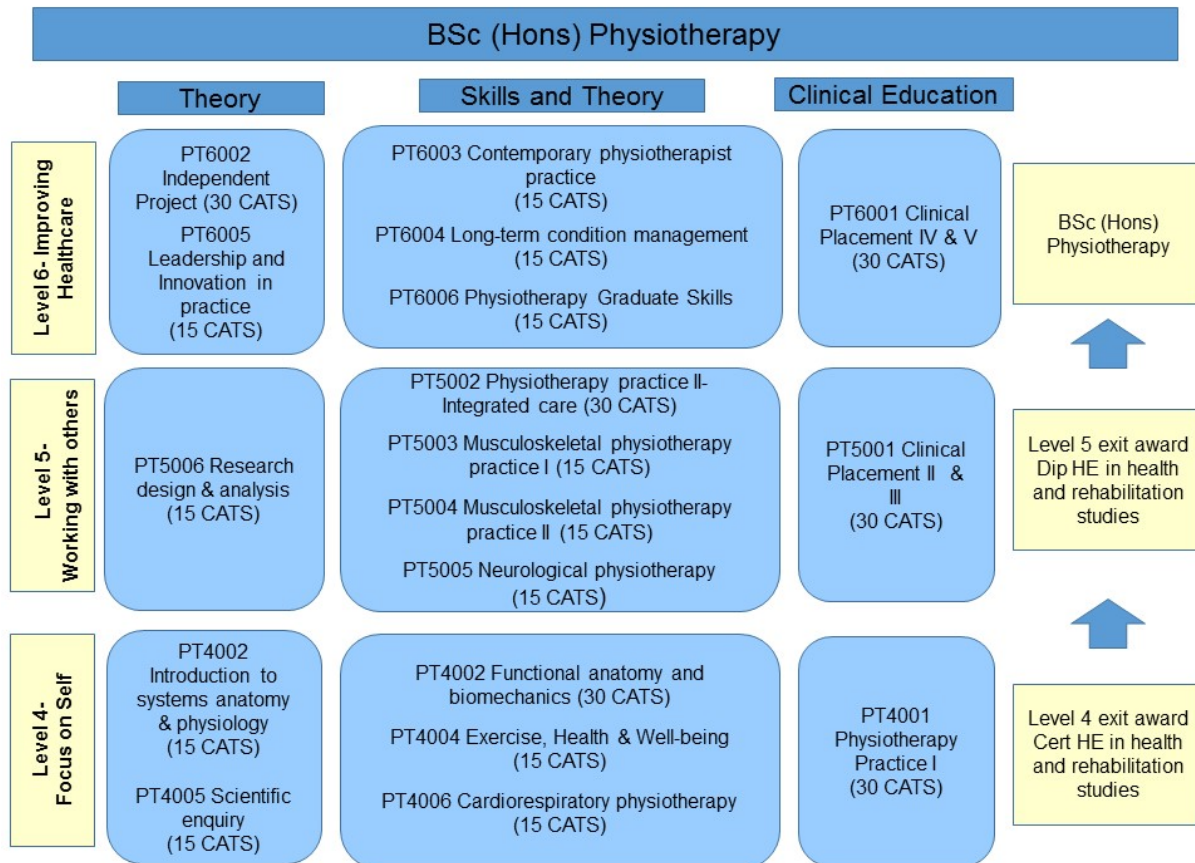 BSc (Hons) Physiotherapy
Theory
Skills and Theory
Clinical Education
Level 6- Improving
Healthcare
PT6002
Independent
Project (30 CATS)
PT6005
Leadership and
Innovation in
practice
(15 CATS)
PT6003 Contemporary physiotherapist
practice
(15 CATS)
PT6004 Long-term condition management
(15 CATS)
PT6006 Physiotherapy Graduate Skills
(15 CATS)
PT6001 Clinical
Placement IV & V
(30 CATS)
BSc (Hons)
Physiotherapy
Level 5-
Working with others
PT5006 Research
design & analysis
(15 CATS)
PT5002 Physiotherapy practice II-
Integrated care (30 CATS)
PT5003 Musculoskeletal physiotherapy
practice I (15 CATS)
PT5004 Musculoskeletal physiotherapy
practice II (15 CATS)
PT5005 Neurological physiotherapy
(15 CATS)
PT5001 Clinical
Placement II &
III
(30 CATS)
Level 5 exit award
Dip HE in health
and rehabilitation
studies
Level 4-
Focus on Self
PT4002
Introduction to
systems anatomy
& physiology
(15 CATS)
PT4005 Scientific
enquiry
(15 CATS)
PT4002 Functional anatomy and
biomechanics (30 CATS)
PT4004 Exercise, Health & Well-being
(15 CATS)
PT4006 Cardiorespiratory physiotherapy
(15 CATS)
PT4001
Physiotherapy
Practice I
(30 CATS)
Level 4 exit award
Cert HE in health
and rehabilitation
studies